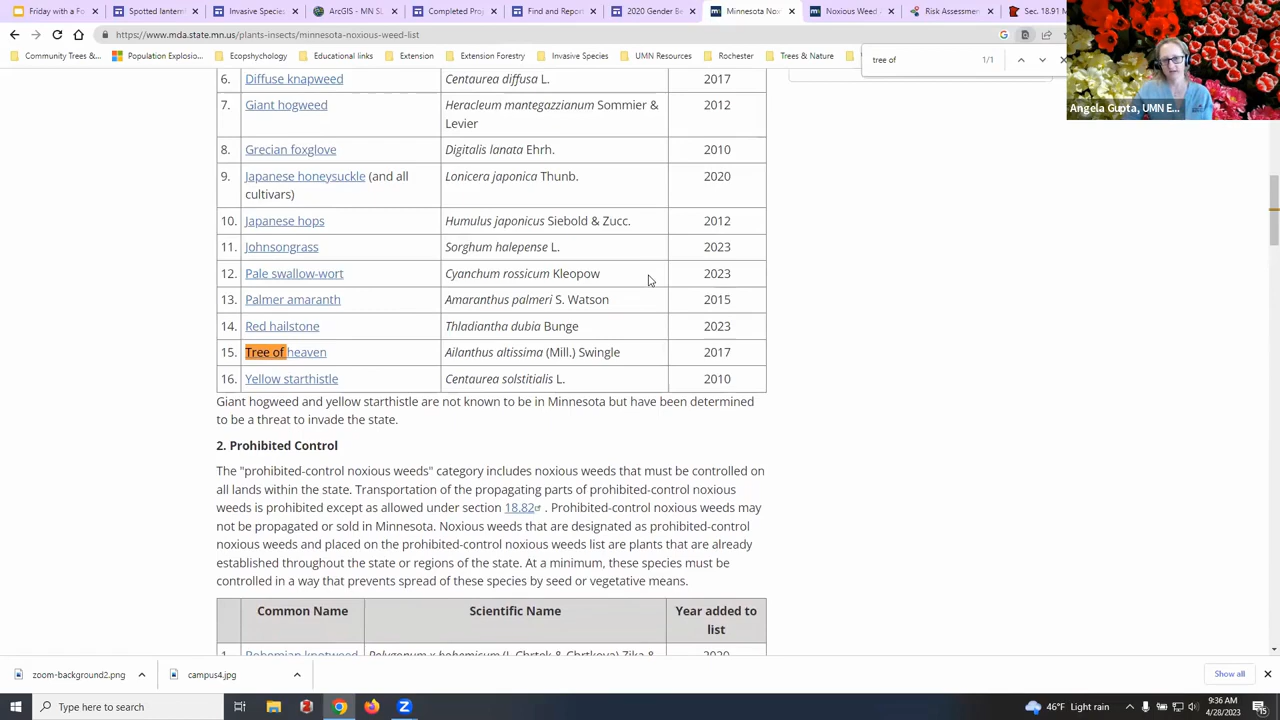 Friday with a Fo
Spotted lantern
Invasive Species
ArcGIS - MN SL
Completed Proj
Find and Repor
2020 Gender Be
Minnesota Nox
Noxious Weed
Risk Assessmen
Sec. 18.91 M
https://www.mda.state.mn.us/plants-insects/minnesota-noxious-weed-list
Community Trees &...
Population Explosio...
Ecopsychology
Educational links
Extension
Extension Forestry
Invasive Species
UMN Resources
Rochester
Trees & Nature
tree of
1/1
Angela Gupta, UMN E...
6. Diffuse knapweed Centaurea diffusa L. 2017
7. Giant hogweed Heracleum mantegazzianum Sommier & 2012
Levier
8. Grecian foxglove Digitalis lanata Ehrh. 2010
9. Japanese honeysuckle (and all Lonicera japonica Thunb. 2020
cultivars)
10. Japanese hops Humulus japonicus Siebold & Zucc. 2012
11. Johnsongrass Sorghum halepense L. 2023
12. Pale swallow-wort Cyanchum rossicum Kleopow 2023
13. Palmer amaranth Amaranthus palmeri S. Watson 2015
14. Red hailstone Thladiantha dubia Bunge 2023
15. Tree of heaven Ailanthus altissima (Mill.) Swingle 2017
16. Yellow starthistle Centaurea solstitialis L. 2010
Giant hogweed and yellow starthistle are not known to be in Minnesota but have been determined
to be a threat to invade the state.
2. Prohibited Control
The "prohibited-control noxious weeds" category includes noxious weeds that must be controlled on
all lands within the state. Transportation of the propagating parts of prohibited-control noxious
weeds is prohibited except as allowed under section 18.82 . Prohibited-control noxious weeds may
not be propagated or sold in Minnesota. Noxious weeds that are designated as prohibited-control
noxious weeds and placed on the prohibited-control noxious weeds list are plants that are already
established throughout the state or regions of the state. At a minimum, these species must be
controlled in a way that prevents spread of these species by seed or vegetative means.
Common Name Scientific Name Year added to
list
1. Bohemian knotweed Polygonum x bohemicum (J. Chrtek & Chrtkova) Zika & 2020
zoom-background2.png
campus4.jpg
Show all
Type here to search
46°F Light rain
9:36 AM
4/28/2023
15